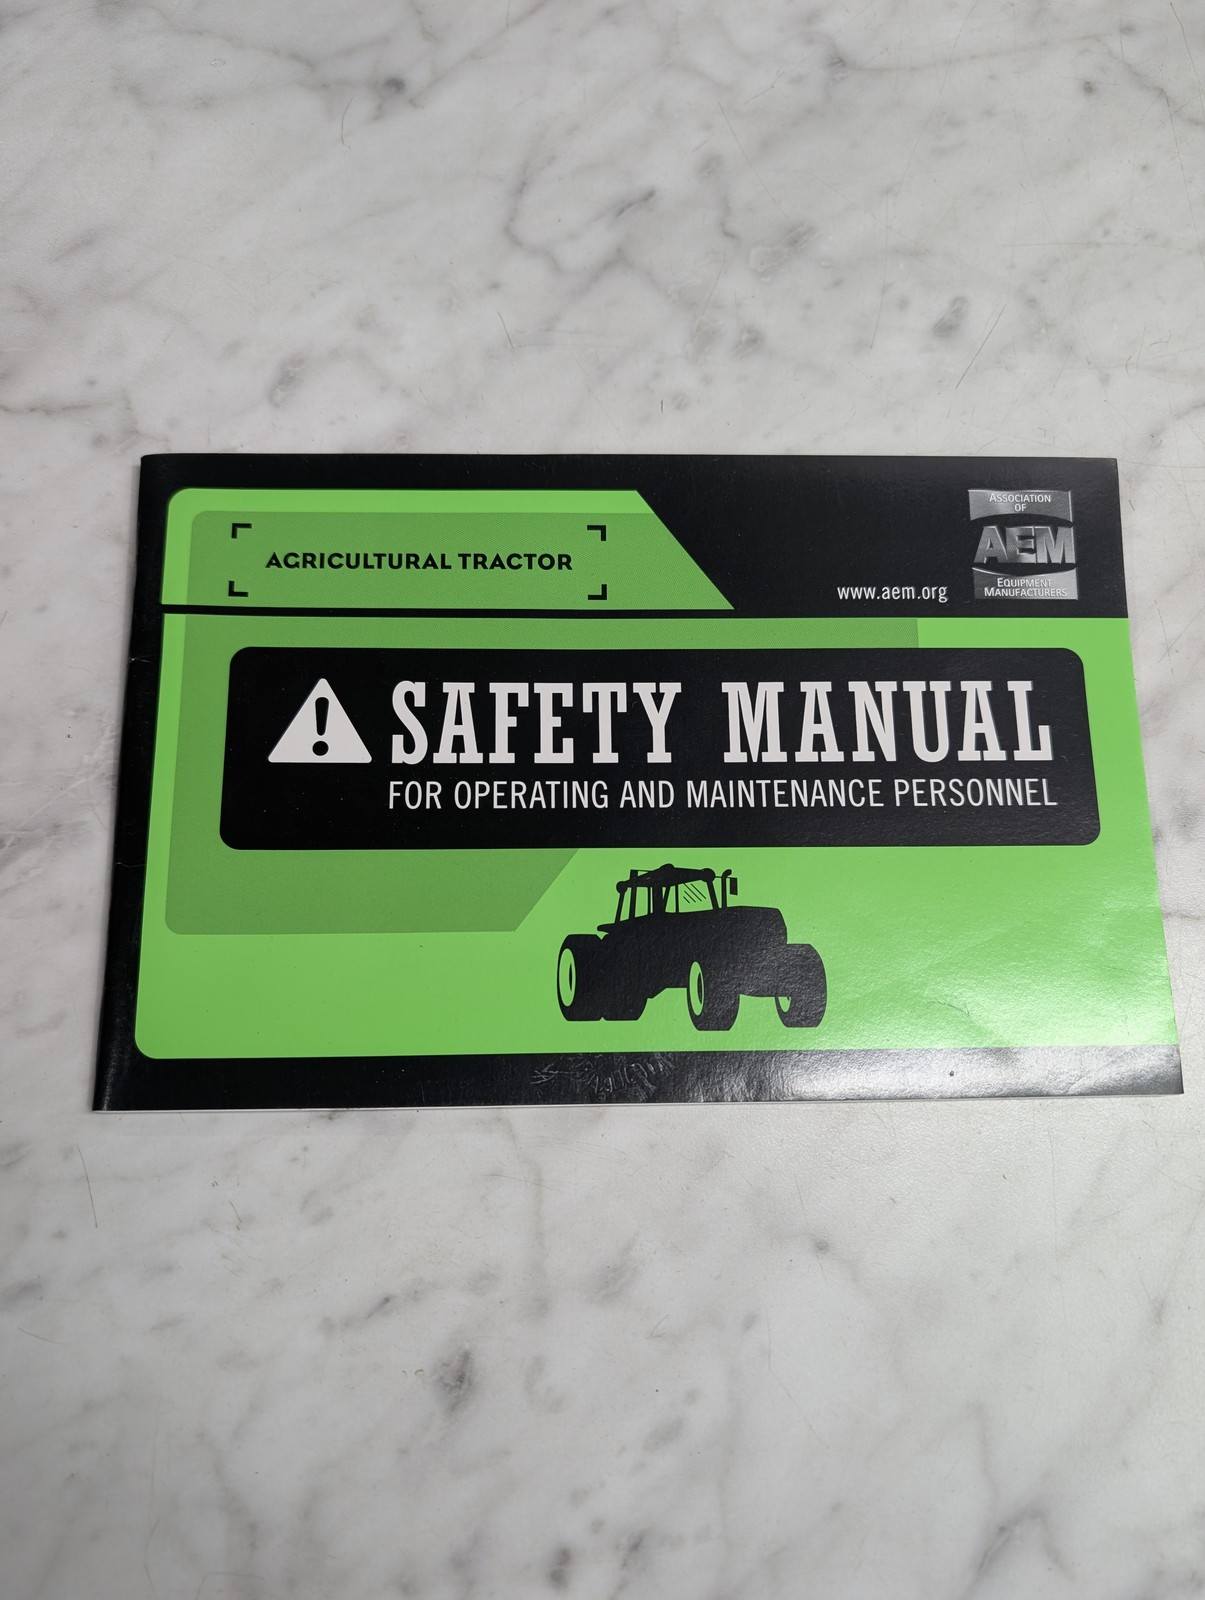 AGRICULTURAL TRACTOR
www.aem.org
ASSOCIATION
OF
AEM
EQUIPMENT
MANUFACTURERS
SAFETY MANUAL
FOR OPERATING AND MAINTENANCE PERSONNEL